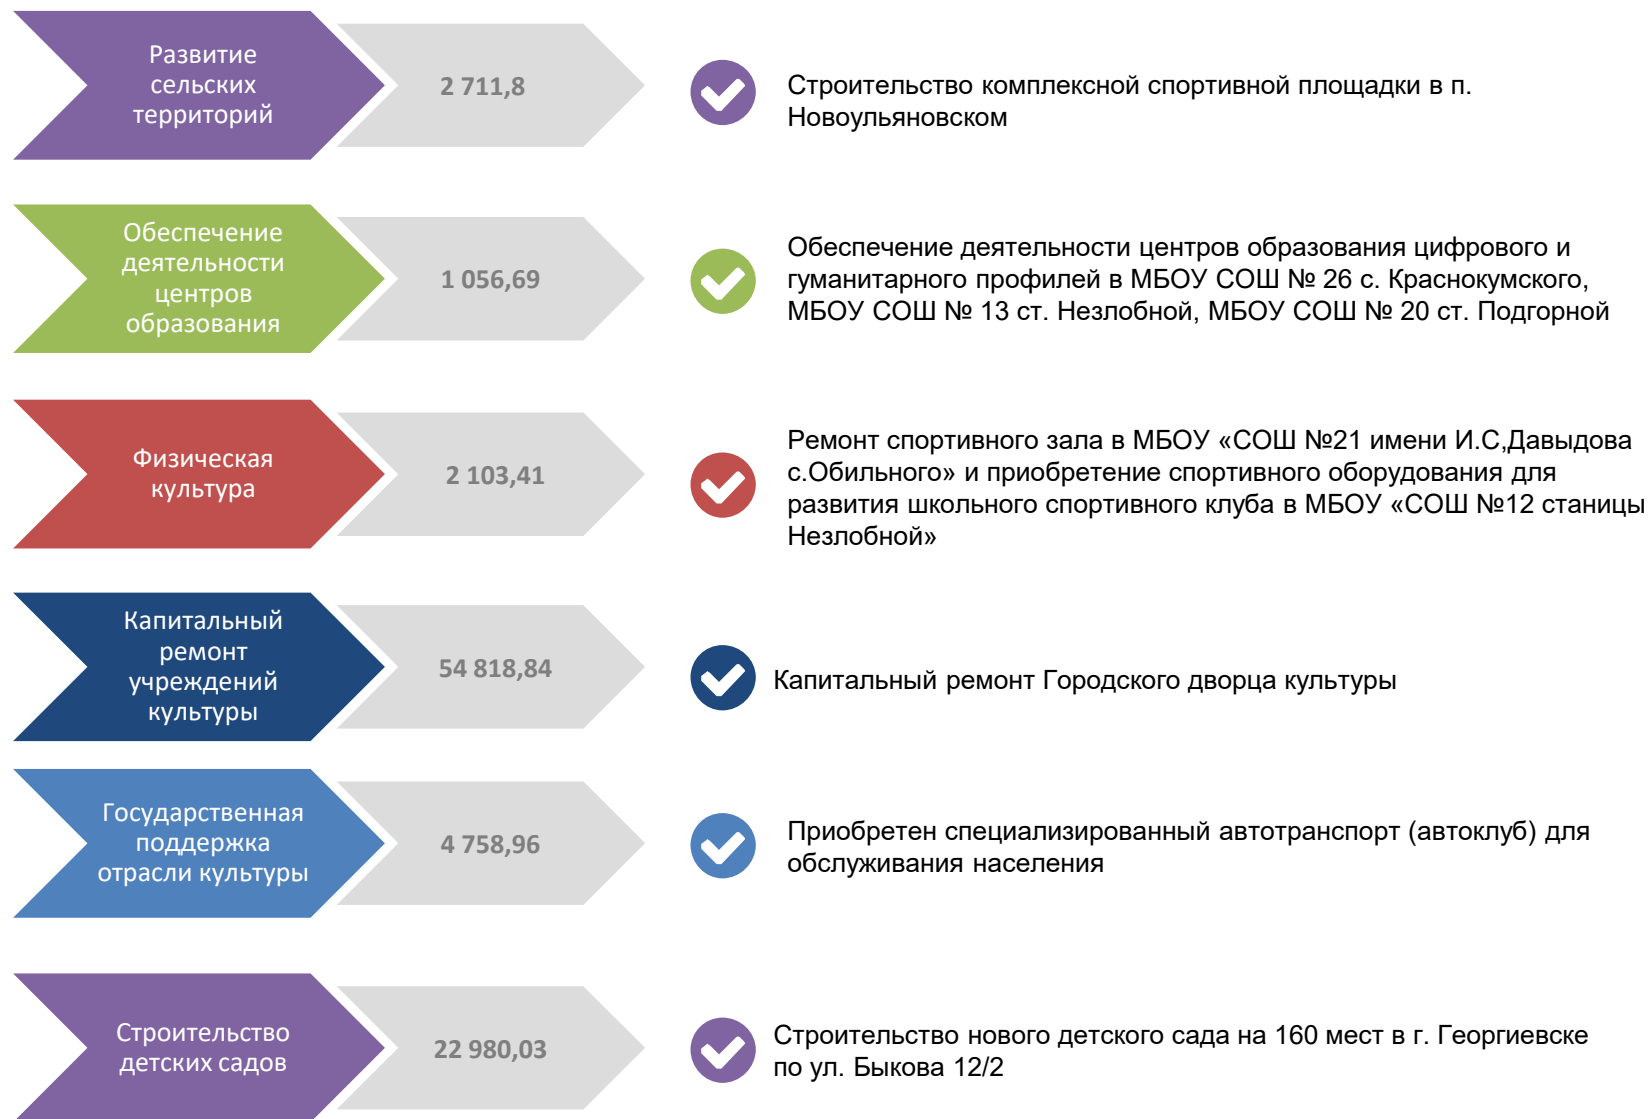 Развитие
сельских
территорий
2 711,8
Строительство комплексной спортивной площадки в п.
Новоульяновском
Обеспечение
деятельности
центров
образования
1 056,69
Обеспечение деятельности центров образования цифрового и
гуманитарного профилей в МБОУ СОШ № 26 с. Краснокумского,
МБОУ СОШ № 13 ст. Незлобной, МБОУ СОШ № 20 ст. Подгорной
Физическая
культура
2 103,41
Ремонт спортивного зала в МБОУ «СОШ №21 имени И.С,Давыдова
с.Обильного» и приобретение спортивного оборудования для
развития школьного спортивного клуба в МБОУ «СОШ №12 станицы
Незлобной»
Капитальный
ремонт
учреждений
культуры
54 818,84
Капитальный ремонт Городского дворца культуры
Государственная
поддержка
отрасли культуры
4 758,96
Приобретен специализированный автотранспорт (автоклуб) для
обслуживания населения
Строительство
детских садов
22 980,03
Строительство нового детского сада на 160 мест в г. Георгиевске
по ул. Быкова 12/2